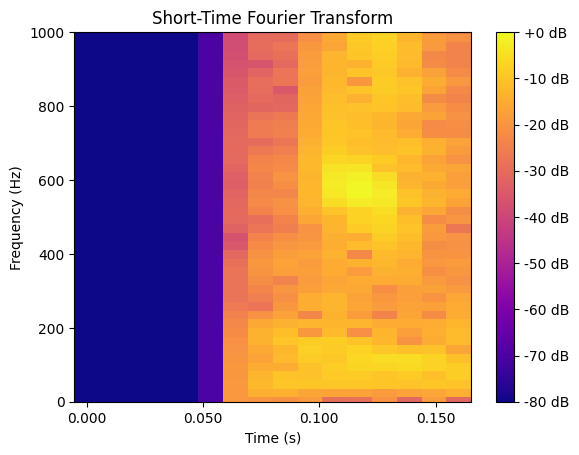 Short-Time Fourier Transform
1000
800
600
400
200
0
Frequency (Hz)
0.000
0.050
0.100
0.150
Time (s)
+0 dB
-10 dB
-20 dB
-30 dB
-40 dB
-50 dB
-60 dB
-70 dB
-80 dB